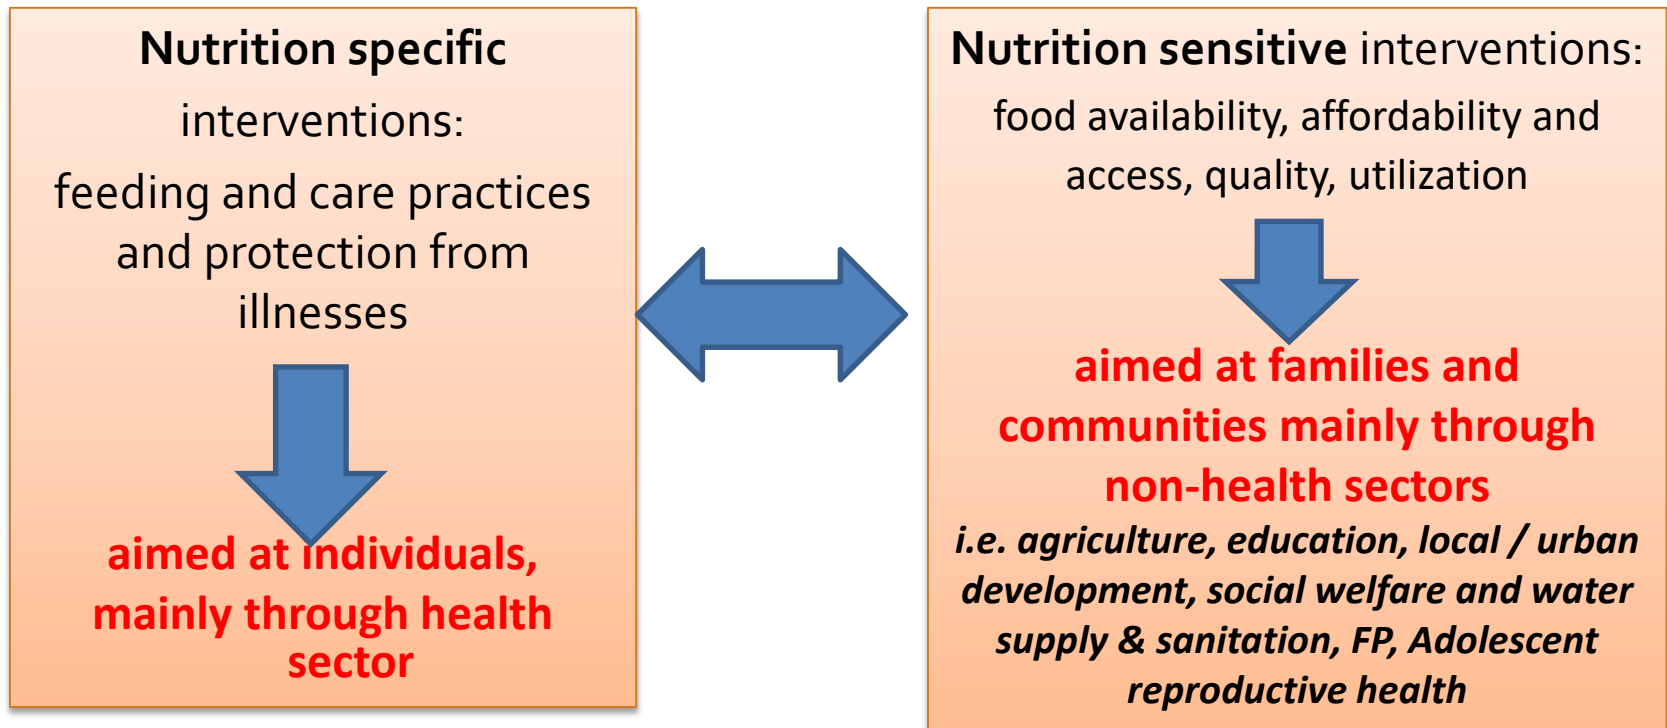 Nutrition specific
interventions:
feeding and care practices
and protection from
illnesses
aimed at individuals,
mainly through health
sector
Nutrition sensitive interventions:
food availability, affordability and
access, quality, utilization
aimed at families and
communities mainly through
non-health sectors
i.e. agriculture, education, local / urban
development, social welfare and water
supply & sanitation, FP, Adolescent
reproductive health